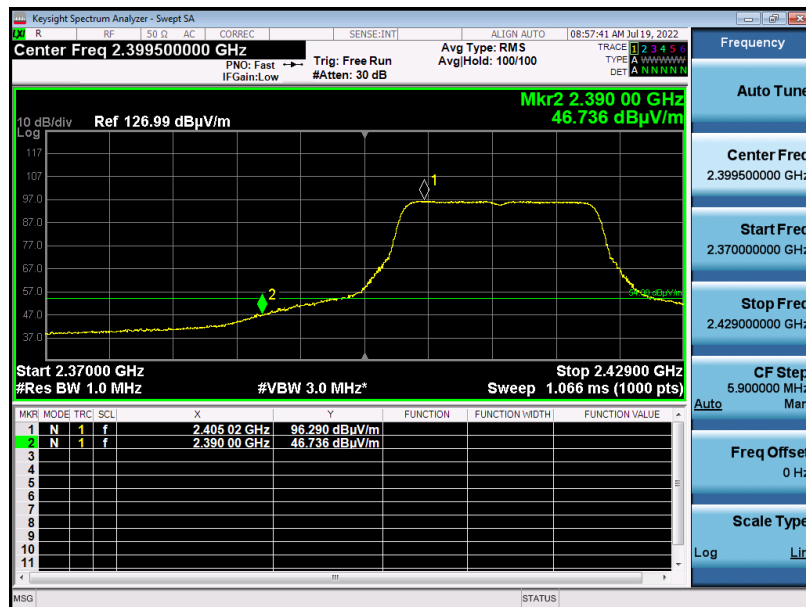 Keysight Spectrum Analyzer - Swept SA
LXI R RF 50 Ω AC CORREC SENSE:INT ALIGN AUTO 08:57:41 AM Jul 19, 2022
Center Freq 2.399500000 GHz
PNO: Fast
IFGain:Low
Trig: Free Run
#Atten: 30 dB
Avg Type: RMS
Avg|Hold: 100/100
TRACE 1 2 3 4 5 6
TYPE A WWWWW
DET A N N N N N
Mkr2 2.390 00 GHz
46.736 dBµV/m
10 dB/div Ref 126.99 dBµV/m
Log
117
107
97.0
87.0
77.0
67.0
57.0
47.0
37.0
1
2
54.00 dBµV/m
Start 2.37000 GHz Stop 2.42900 GHz
#Res BW 1.0 MHz #VBW 3.0 MHz* Sweep 1.066 ms (1000 pts)
MKR MODE TRC SCL X Y FUNCTION FUNCTION WIDTH FUNCTION VALUE
1 N 1 f 2.405 02 GHz 96.290 dBµV/m
2 N 1 f 2.390 00 GHz 46.736 dBµV/m
3
4
5
6
7
8
9
10
11
MSG STATUS
Frequency
Auto Tune
Center Freq
2.399500000 GHz
Start Freq
2.370000000 GHz
Stop Freq
2.429000000 GHz
CF Step
5.900000 MHz
Auto Man
Freq Offset
0 Hz
Scale Type
Log Lin